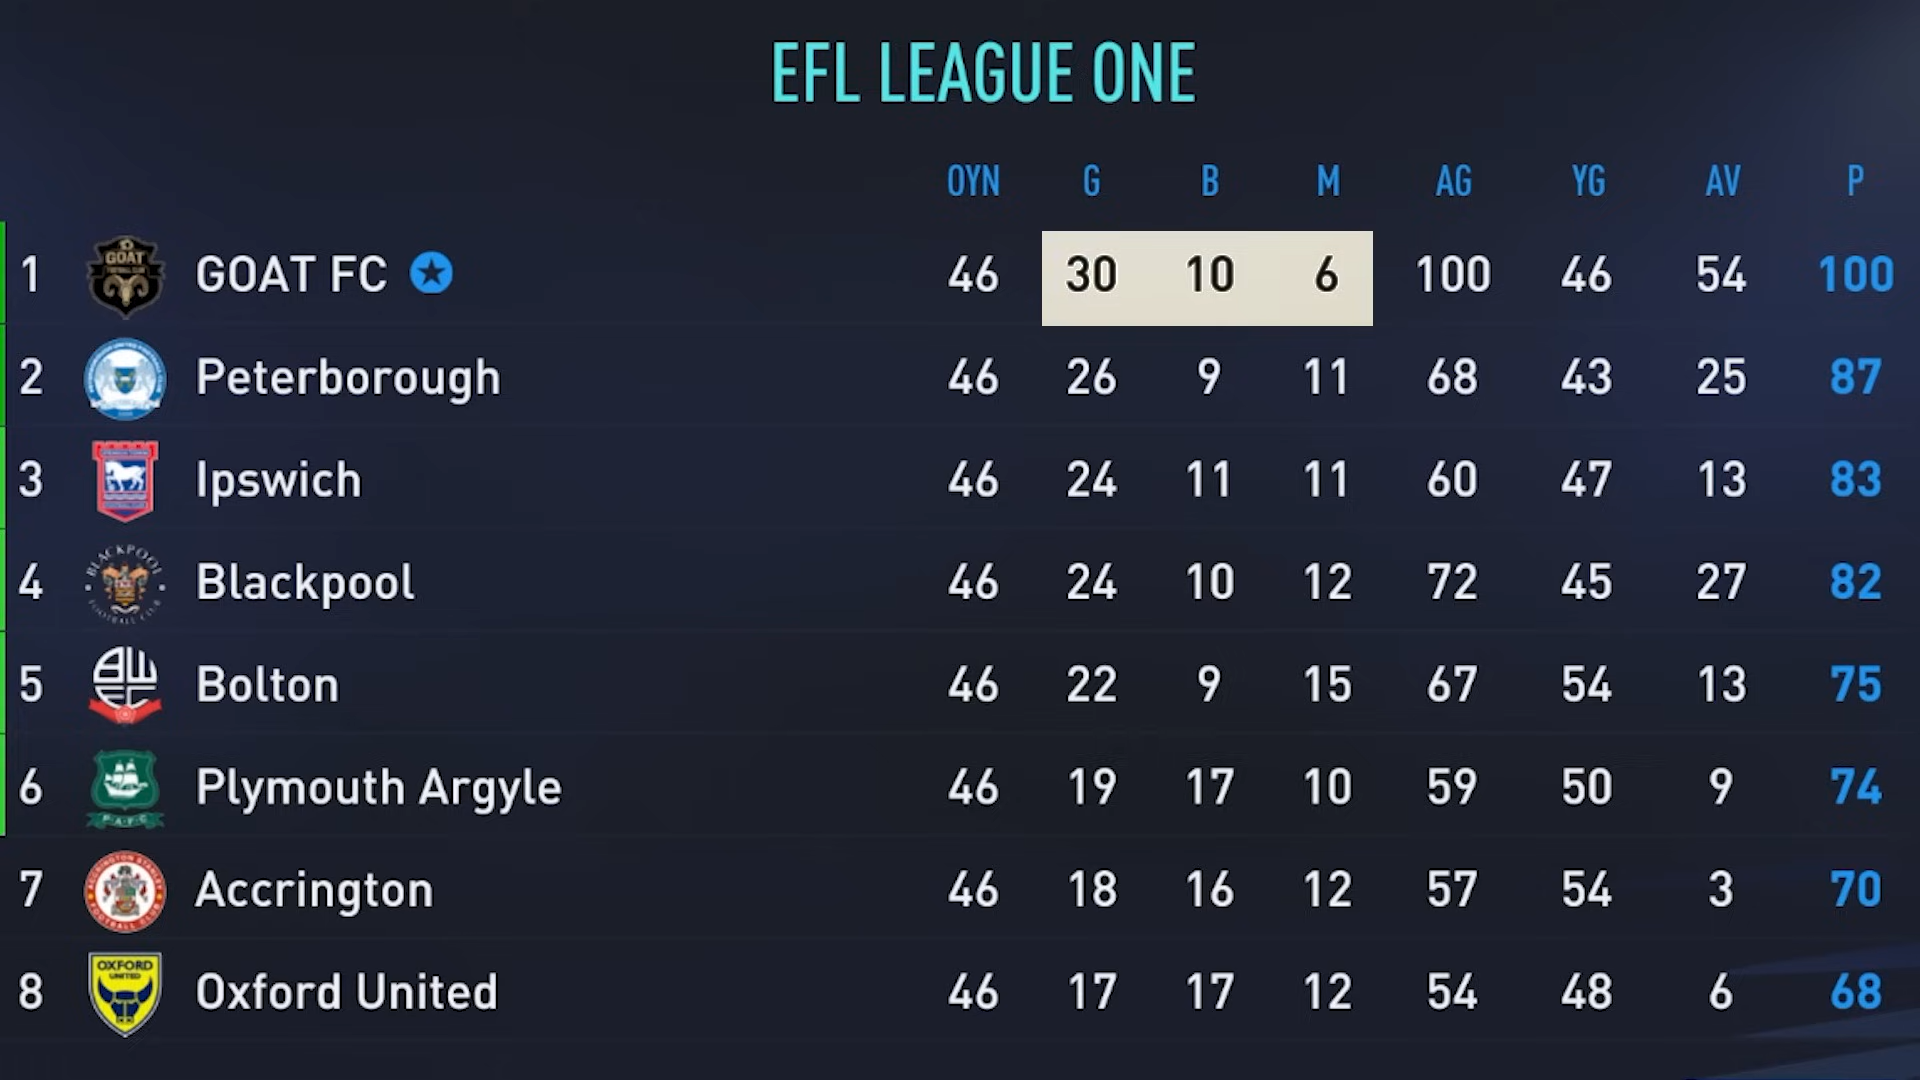 EFL LEAGUE ONE
OYN G B M AG YG AV P
1 GOAT FC 46 30 10 6 100 46 54 100
2 Peterborough 46 26 9 11 68 43 25 87
3 Ipswich 46 24 11 11 60 47 13 83
4 Blackpool 46 24 10 12 72 45 27 82
5 Bolton 46 22 9 15 67 54 13 75
6 Plymouth Argyle 46 19 17 10 59 50 9 74
7 Accrington 46 18 16 12 57 54 3 70
8 Oxford United 46 17 17 12 54 48 6 68